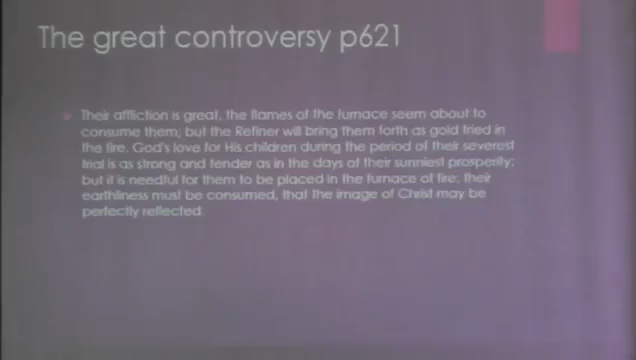 The great controversy p621
Their affliction is great, the flames of the furnace seem about to
consume them; but the Refiner will bring them forth as gold tried in
the fire. God's love for His children during the period of their severest
trial is as strong and tender as in the days of their sunniest prosperity;
but it is needful for them to be placed in the furnace of fire; their
earthliness must be consumed, that the image of Christ may be
perfectly reflected.